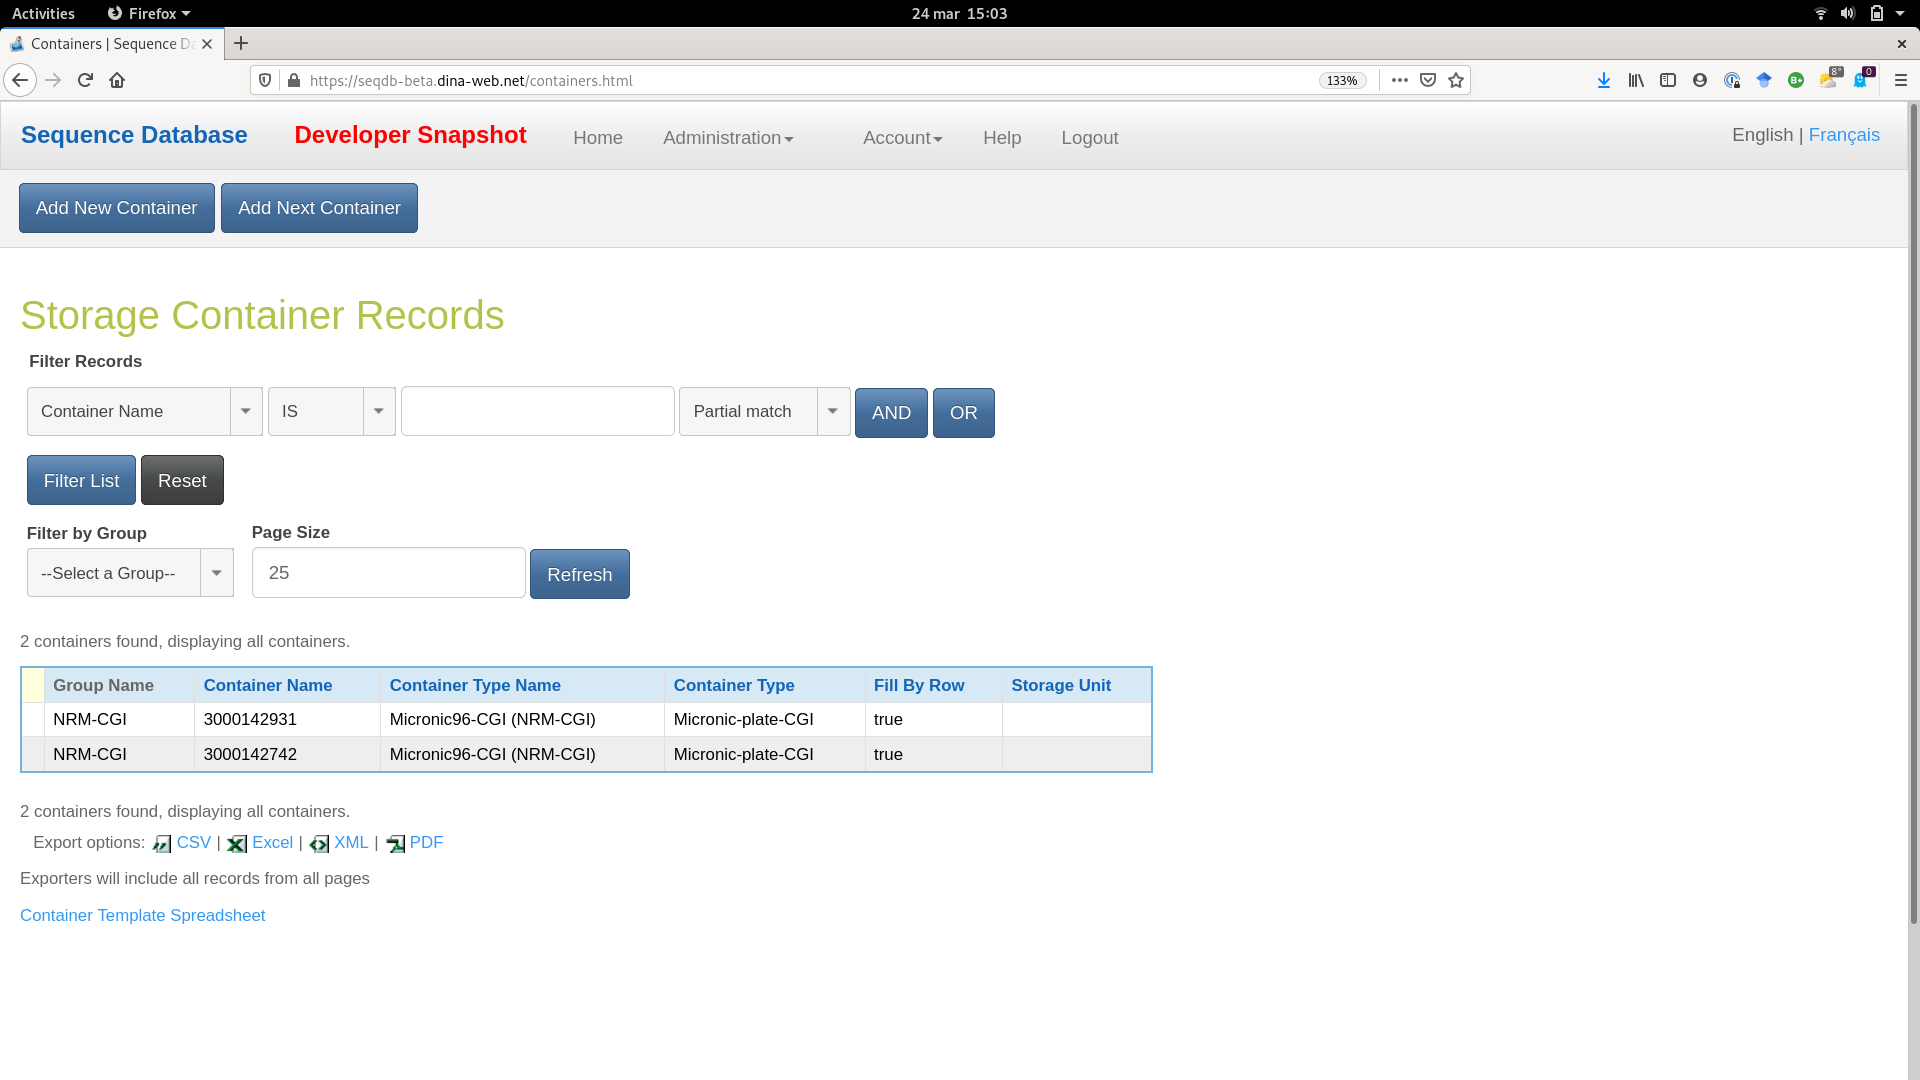 Activities Firefox 24 mar 15:03
Containers | Sequence Da
https://seqdb-beta.dina-web.net/containers.html 133% 8° B+ 0
Sequence Database Developer Snapshot Home Administration Account Help Logout English | Français
Add New Container Add Next Container
Storage Container Records
Filter Records
Container Name IS Partial match AND OR
Filter List Reset
Filter by Group Page Size
--Select a Group-- 25 Refresh
2 containers found, displaying all containers.
Group Name Container Name Container Type Name Container Type Fill By Row Storage Unit
NRM-CGI 3000142931 Micronic96-CGI (NRM-CGI) Micronic-plate-CGI true
NRM-CGI 3000142742 Micronic96-CGI (NRM-CGI) Micronic-plate-CGI true
2 containers found, displaying all containers.
Export options: CSV | Excel | XML | PDF
Exporters will include all records from all pages
Container Template Spreadsheet